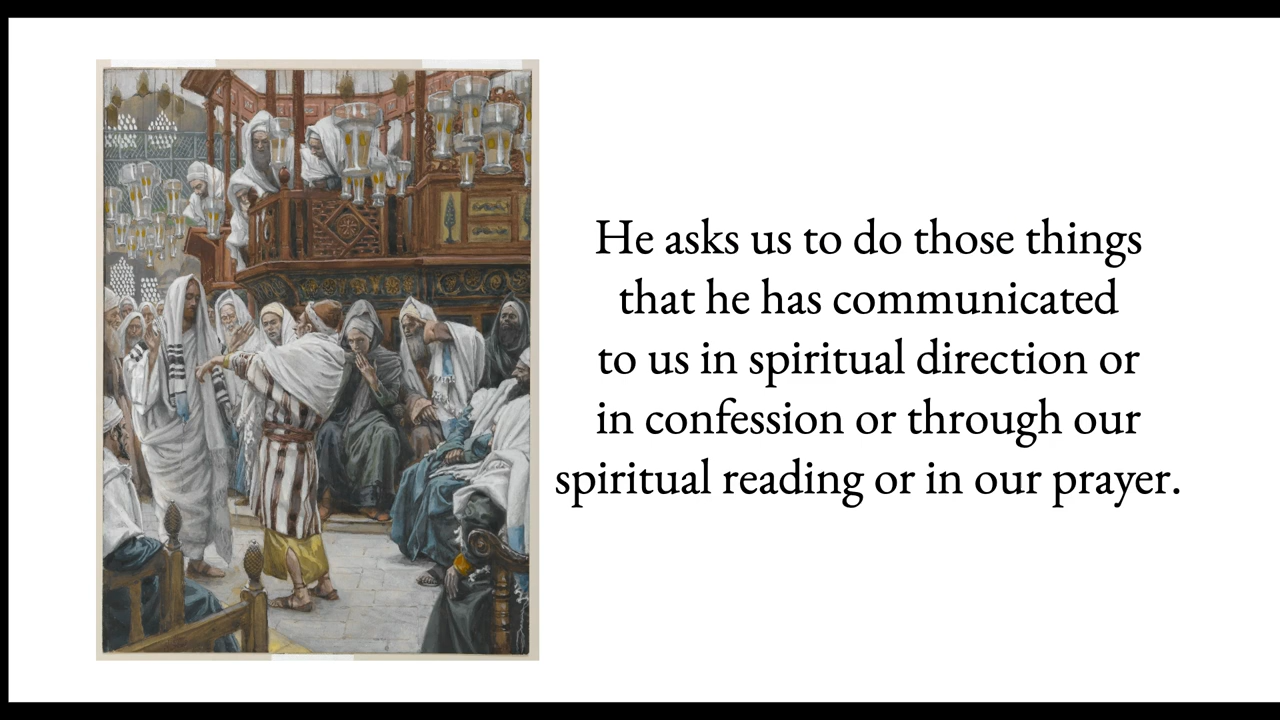 He asks us to do those things
that he has communicated
to us in spiritual direction or
in confession or through our
spiritual reading or in our prayer.